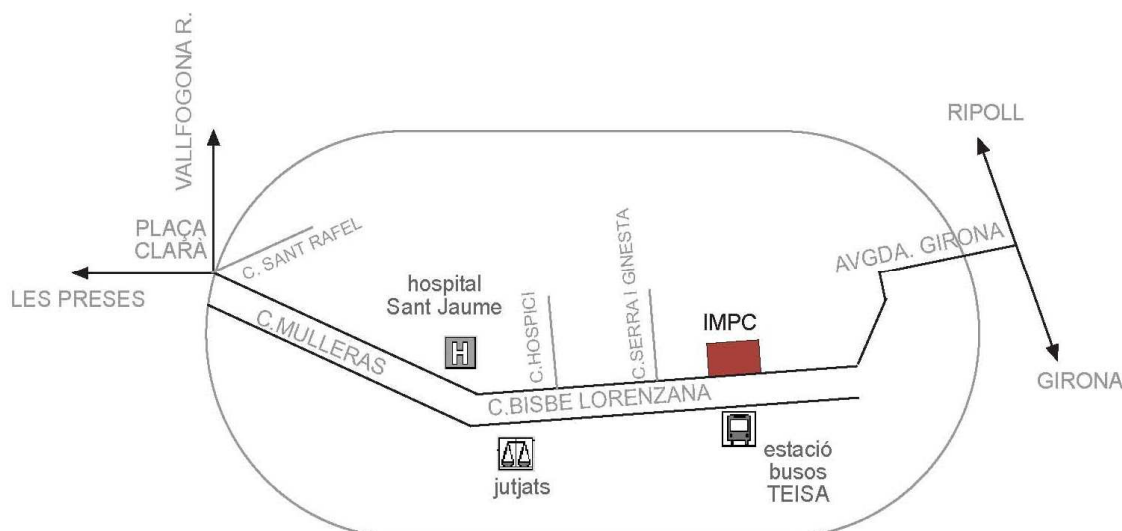 VALLFOGONA R.
RIPOLL
PLAÇA
CLARÀ
C. SANT RAFEL
AVGDA. GIRONA
LES PRESES
hospital
Sant Jaume
H
C.MULLERAS
C.HOSPICI
C.SERRA I GINESTA
IMPC
GIRONA
C.BISBE LORENZANA
jutjats
estació
busos
TEISA